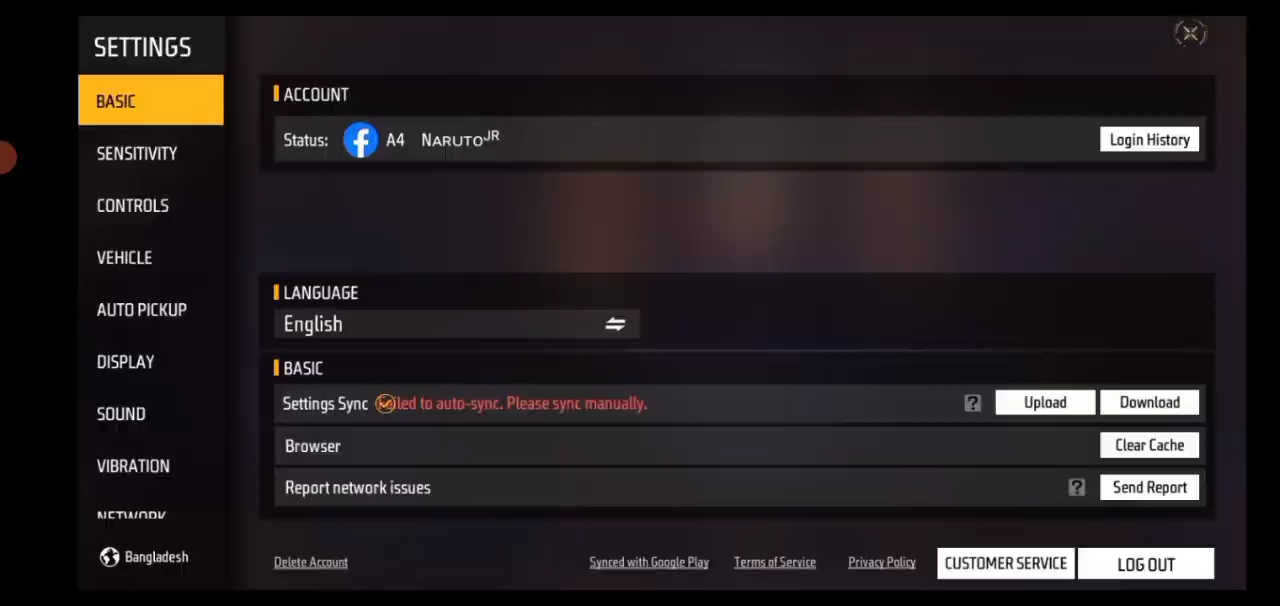 SETTINGS
BASIC
SENSITIVITY
CONTROLS
VEHICLE
AUTO PICKUP
DISPLAY
SOUND
VIBRATION
NETWORK
Bangladesh
ACCOUNT
Status: A4 NARUTOᴶᴿ Login History
LANGUAGE
English
BASIC
Settings Sync to auto-sync. Please sync manually. ? Upload Download
Browser Clear Cache
Report network issues ? Send Report
Delete Account Synced with Google Play Terms of Service Privacy Policy CUSTOMER SERVICE LOG OUT